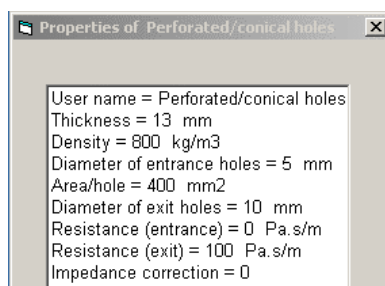 Properties of Perforated/conical holes
User name = Perforated/conical holes
Thickness = 13 mm
Density = 800 kg/m3
Diameter of entrance holes = 5 mm
Area/hole = 400 mm2
Diameter of exit holes = 10 mm
Resistance (entrance) = 0 Pa.s/m
Resistance (exit) = 100 Pa.s/m
Impedance correction = 0